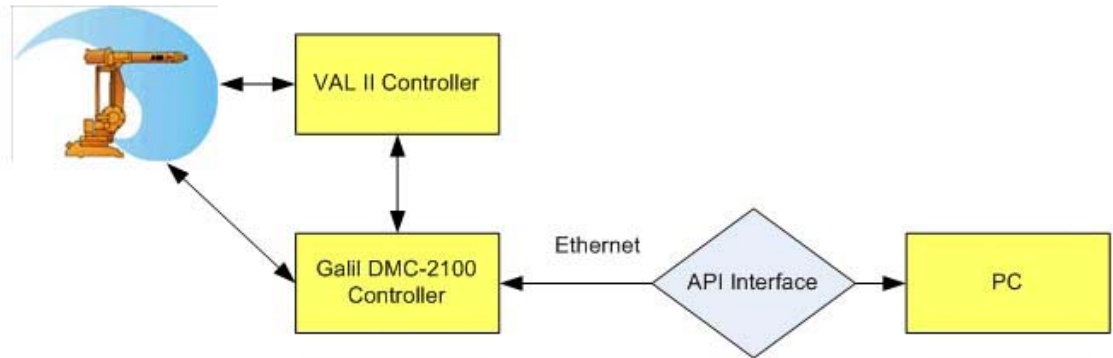 VAL II Controller
Galil DMC-2100
Controller
Ethernet
API Interface
PC